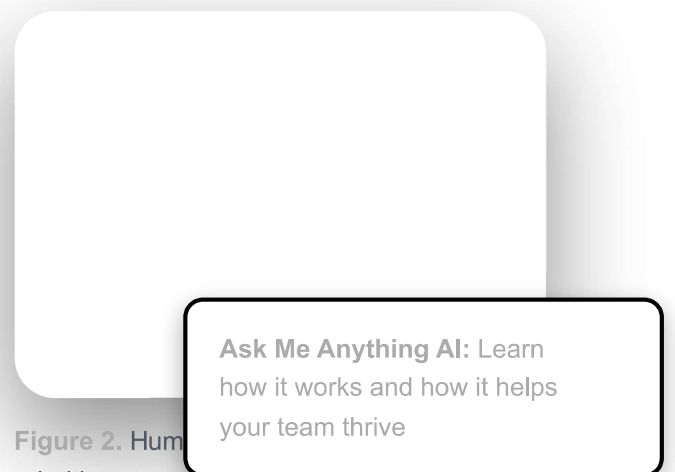 Ask Me Anything AI: Learn
how it works and how it helps
your team thrive
Figure 2. Hum